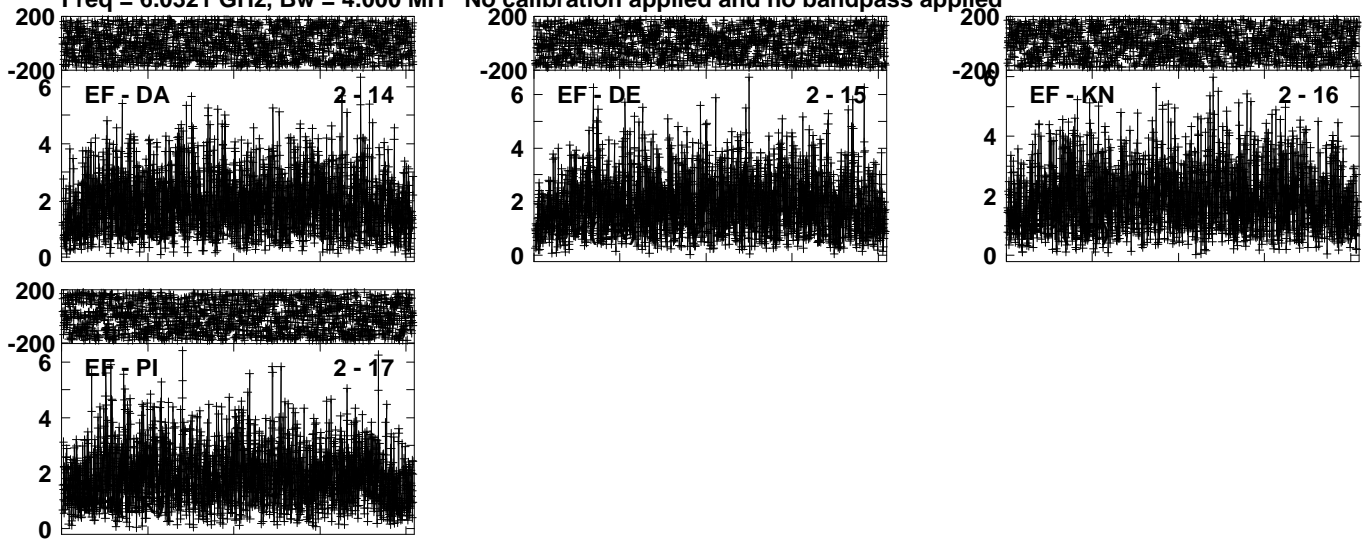 Freq = 6.0321 GHz, Bw = 4.000 MH No calibration applied and no bandpass applied
200 200 200
-200 -200 -200
6 6 6
EF - DA 2 - 14 EF - DE 2 - 15 EF - KN 2 - 16
4 4 4
2 2 2
0 0 0
200
-200
6
EF - PI 2 - 17
4
2
0